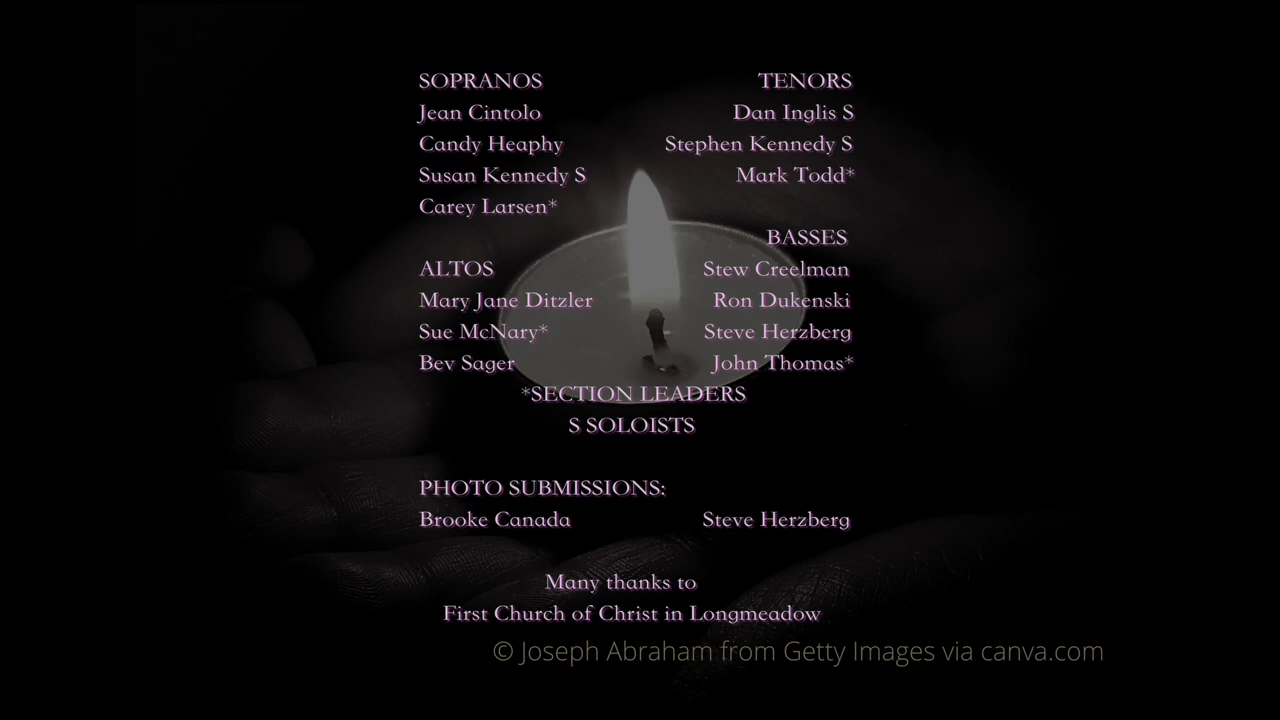 SOPRANOS
Jean Cintolo
Candy Heaphy
Susan Kennedy S
Carey Larsen*
ALTOS
Mary Jane Ditzler
Sue McNary*
Bev Sager
TENORS
Dan Inglis S
Stephen Kennedy S
Mark Todd*
BASSES
Stew Creelman
Ron Dukenski
Steve Herzberg
John Thomas*
*SECTION LEADERS
S SOLOISTS
PHOTO SUBMISSIONS:
Brooke Canada
Steve Herzberg
Many thanks to
First Church of Christ in Longmeadow
© Joseph Abraham from Getty Images via canva.com